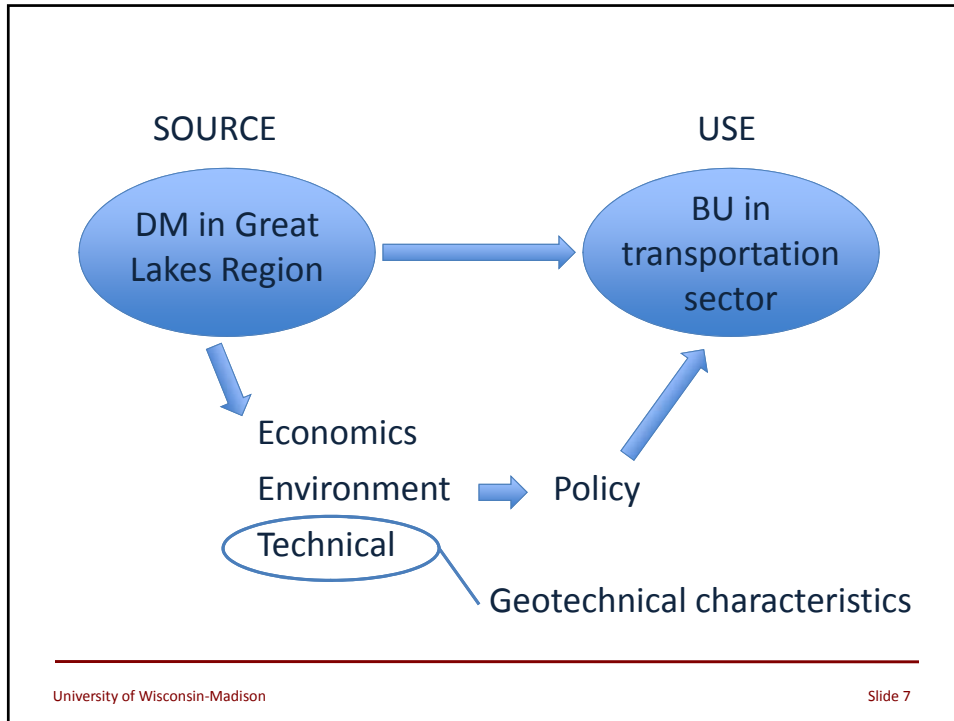 SOURCE
USE
DM in Great
Lakes Region
BU in
transportation
sector
Economics
Environment
Policy
Technical
Geotechnical characteristics
University of Wisconsin-Madison
Slide 7